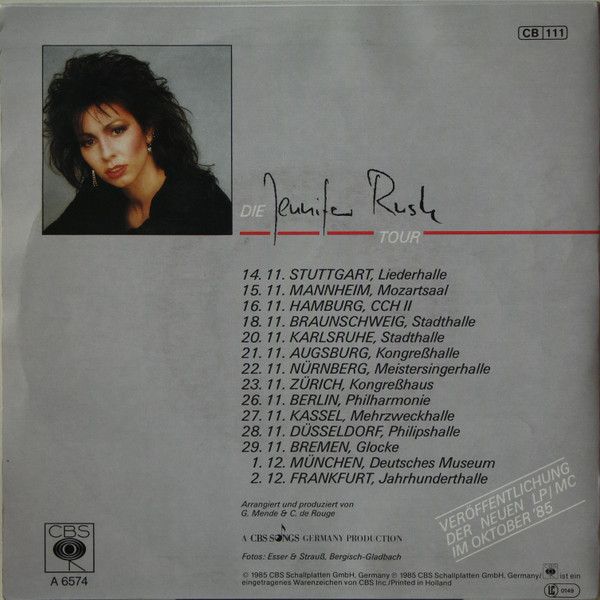 CB 111
DIE Jennifer Rush
TOUR
14. 11. STUTTGART, Liederhalle
15. 11. MANNHEIM, Mozartsaal
16. 11. HAMBURG, CCH II
18. 11. BRAUNSCHWEIG, Stadthalle
20. 11. KARLSRUHE, Stadthalle
21. 11. AUGSBURG, Kongreßhalle
22. 11. NÜRNBERG, Meistersingerhalle
23. 11. ZÜRICH, Kongreßhaus
26. 11. BERLIN, Philharmonie
27. 11. KASSEL, Mehrzweckhalle
28. 11. DÜSSELDORF, Philipshalle
29. 11. BREMEN, Glocke
1. 12. MÜNCHEN, Deutsches Museum
2. 12. FRANKFURT, Jahrhunderthalle
Arrangiert und produziert von
G. Mende & C. de Rouge
A CBS SONGS GERMANY PRODUCTION
Fotos: Esser & Strauß, Bergisch-Gladbach
VERÖFFENTLICHUNG
DER NEUEN LP/MC
IM OKTOBER '85
CBS
A 6574
© 1985 CBS Schallplatten GmbH, Germany ℗ 1985 CBS Schallplatten GmbH, Germany/ ist ein
eingetragenes Warenzeichen von CBS Inc./Printed in Holland
LC 0149